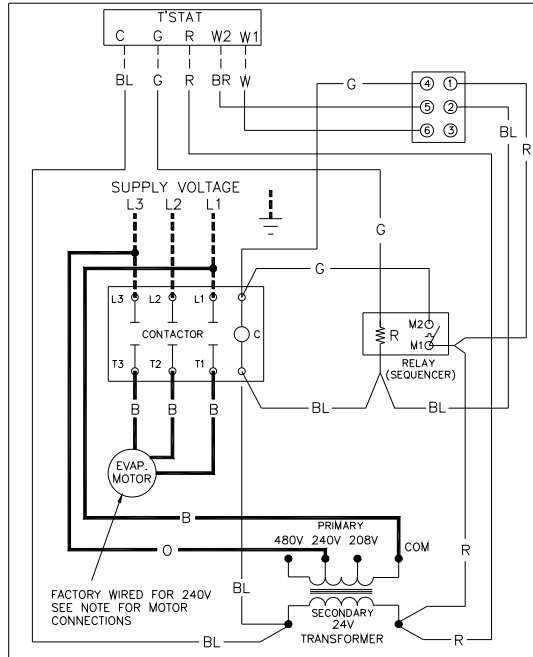 T'STAT
C G R W2 W1
BL G R BR W
G
4 1
5 2
6 3
BL
R
SUPPLY VOLTAGE
L3 L2 L1
G
G
L3 L2 L1
CONTACTOR
C
R
M2
M1
RELAY
(SEQUENCER)
T3 T2 T1
B B B
BL
BL
EVAP.
MOTOR
B
PRIMARY
480V 240V 208V
COM
O
R
FACTORY WIRED FOR 240V
SEE NOTE FOR MOTOR
CONNECTIONS
BL
SECONDARY
24V
TRANSFORMER
BL
R